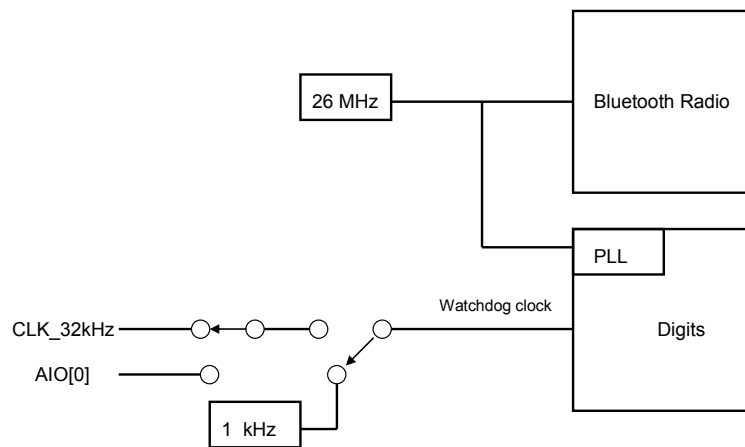 26 MHz
Bluetooth Radio
PLL
Watchdog clock
CLK_32kHz
Digits
AIO[0]
1 kHz